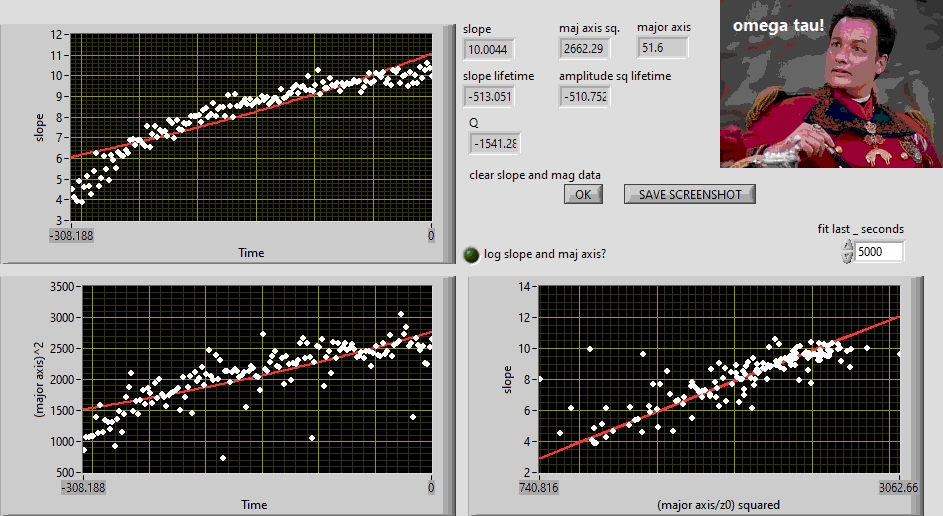 12
11
10
9
8
7
6
5
4
3
slope
-308.188
0
Time
slope
maj axis sq.
major axis
10.0044
2662.29
51.6
slope lifetime
amplitude sq lifetime
-513.051
-510.752
Q
-1541.28
clear slope and mag data
OK
SAVE SCREENSHOT
omega tau!
fit last _ seconds
5000
log slope and maj axis?
3500
3000
2500
2000
1500
1000
500
(major axis)^2
-308.188
0
Time
14
12
10
8
6
4
2
slope
740.816
3062.66
(major axis/z0) squared